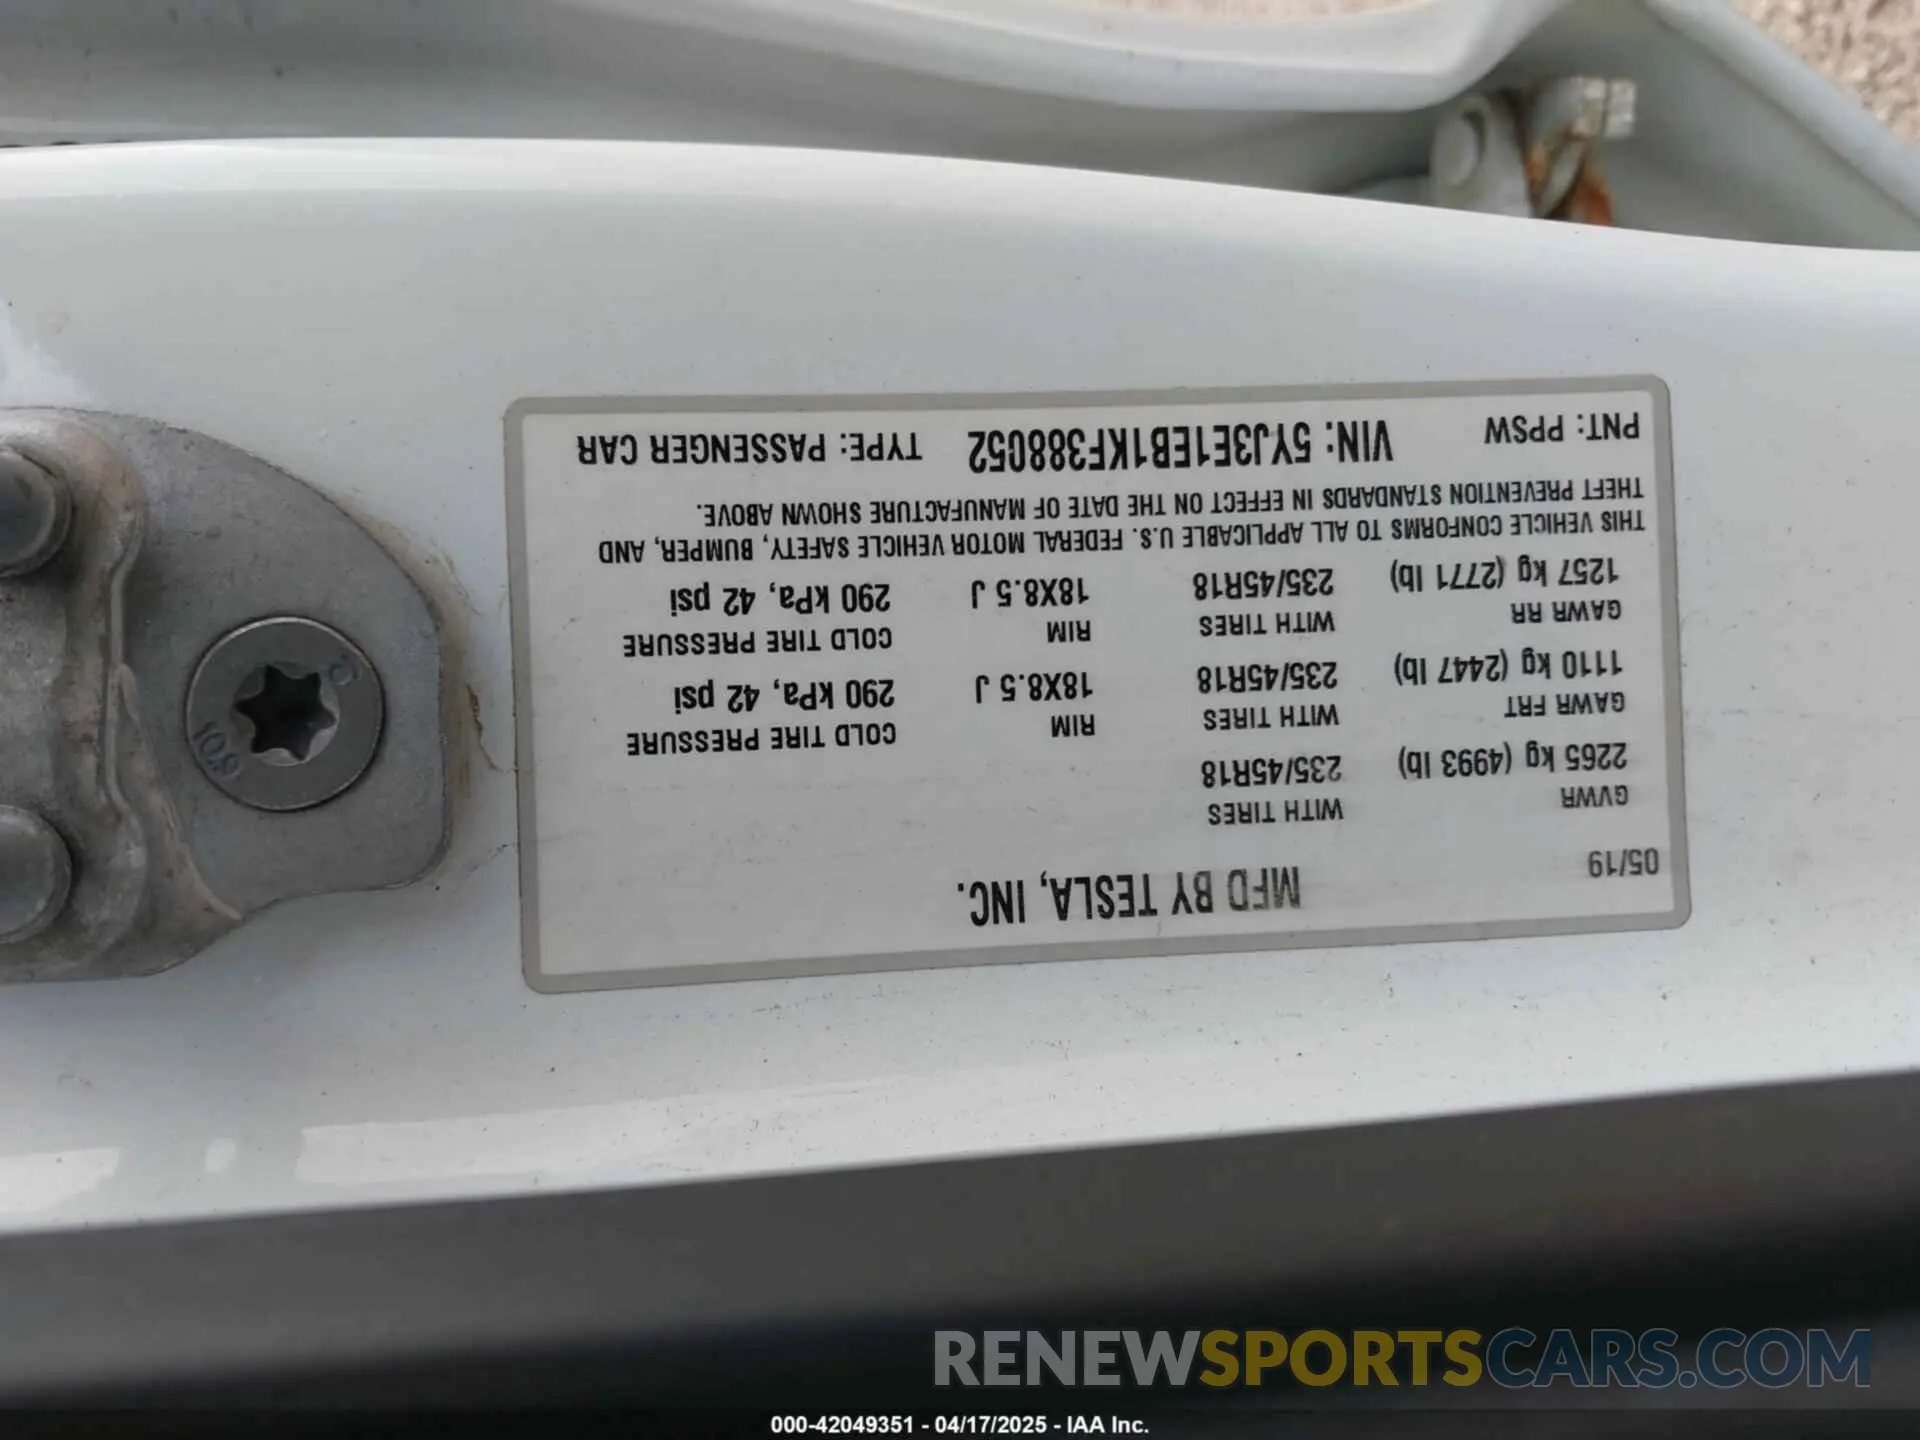 MFD BY TESLA, INC.
05/19
GVWR WITH TIRES
2265 kg (4993 lb) 235/45R18
GAWR FRT WITH TIRES RIM COLD TIRE PRESSURE
1110 kg (2447 lb) 235/45R18 18X8.5 J 290 kPa, 42 psi
GAWR RR WITH TIRES RIM COLD TIRE PRESSURE
1257 kg (2771 lb) 235/45R18 18X8.5 J 290 kPa, 42 psi
THIS VEHICLE CONFORMS TO ALL APPLICABLE U.S. FEDERAL MOTOR VEHICLE SAFETY, BUMPER, AND
THEFT PREVENTION STANDARDS IN EFFECT ON THE DATE OF MANUFACTURE SHOWN ABOVE.
PNT: PPSW VIN: 5YJ3E1EB1KF388052 TYPE: PASSENGER CAR
10.9
RENEWSPORTSCARS.COM
000-42049351 - 04/17/2025 - IAA Inc.